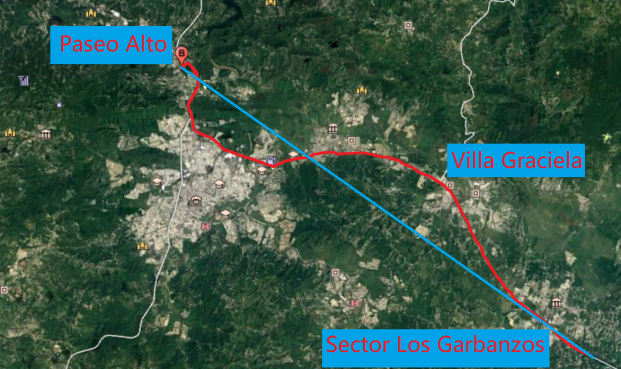 Paseo Alto
Villa Graciela
Sector Los Garbanzos